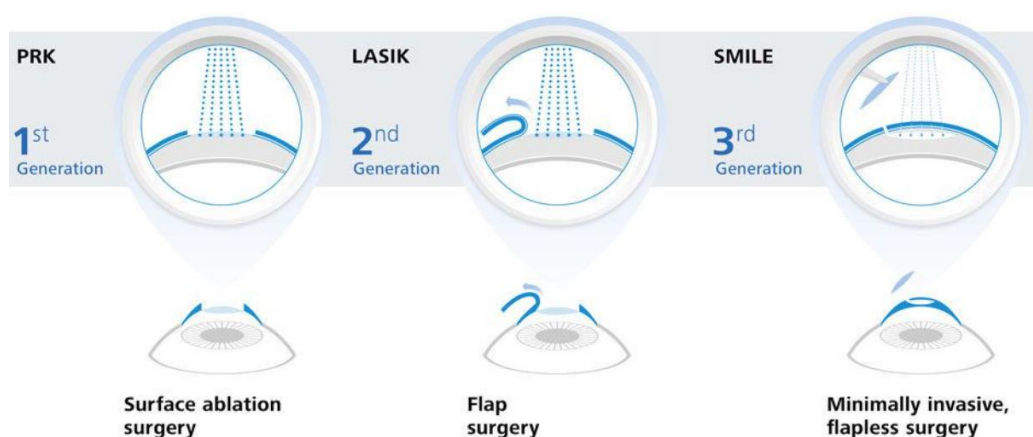 PRK
1st
Generation
LASIK
2nd
Generation
SMILE
3rd
Generation
Surface ablation
surgery
Flap
surgery
Minimally invasive,
flapless surgery